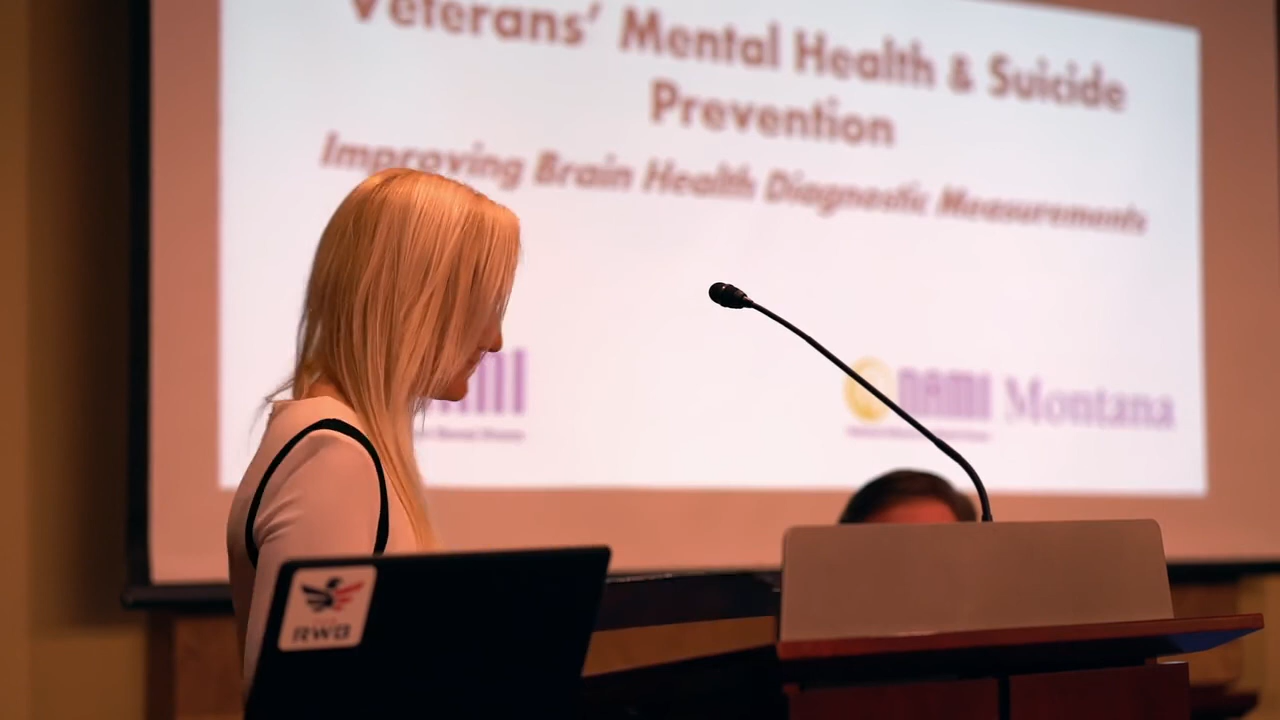 Veterans' Mental Health & Suicide
Prevention
Improving Brain Health Diagnostic Measurements
NAMI Montana
RWB